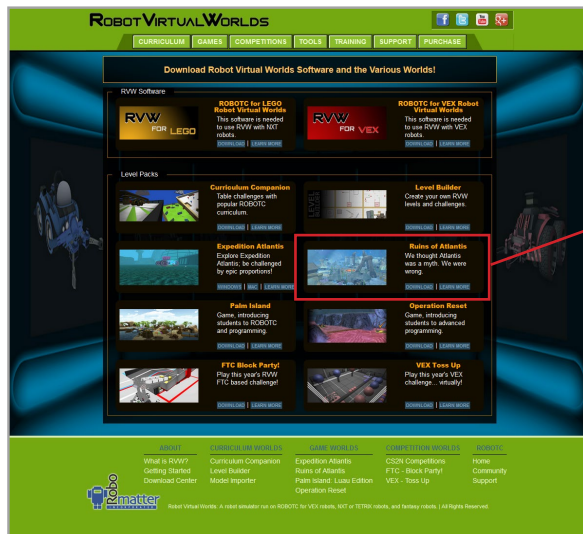 ROBOTVIRTUALWORLDS
CURRICULUM GAMES COMPETITIONS TOOLS TRAINING SUPPORT PURCHASE
Download Robot Virtual Worlds Software and the Various Worlds!
RVW Software
RVW
FOR LEGO
ROBOTC for LEGO
Robot Virtual Worlds
This software is needed
to use RVW with NXT
robots.
DOWNLOAD | LEARN MORE
RVW
FOR VEX
ROBOTC for VEX Robot
Virtual Worlds
This software is needed
to use RVW with VEX
robots.
DOWNLOAD | LEARN MORE
Level Packs
Curriculum Companion
Table challenges with
popular ROBOTC
curriculum.
DOWNLOAD | LEARN MORE
LEVEL
BUILDER
Level Builder
Create your own RVW
levels and challenges.
DOWNLOAD | LEARN MORE
Expedition Atlantis
Explore Expedition
Atlantis; be challenged
by epic proportions!
WINDOWS | MAC | LEARN MORE
Ruins of Atlantis
We thought Atlantis
was a myth. We were
wrong.
DOWNLOAD | LEARN MORE
Palm Island
Game, introducing
students to ROBOTC
and programming.
DOWNLOAD | LEARN MORE
Operation Reset
Game, introducing
students to advanced
programming.
DOWNLOAD | LEARN MORE
FTC Block Party!
Play this year's RVW
FTC based challenge!
DOWNLOAD | LEARN MORE
VEX Toss Up
Play this year's VEX
challenge... virtually!
DOWNLOAD | LEARN MORE
ABOUT
What is RVW?
Getting Started
Download Center
CURRICULUM WORLDS
Curriculum Companion
Level Builder
Model Importer
GAME WORLDS
Expedition Atlantis
Ruins of Atlantis
Palm Island: Luau Edition
Operation Reset
COMPETITION WORLDS
CS2N Competitions
FTC - Block Party!
VEX - Toss Up
ROBOTC
Home
Community
Support
Robomatter
INCORPORATED
Robot Virtual Worlds. A robot simulator run on ROBOTC for VEX robots, NXT or TETRIX robots, and fantasy robots. | All Rights Reserved.